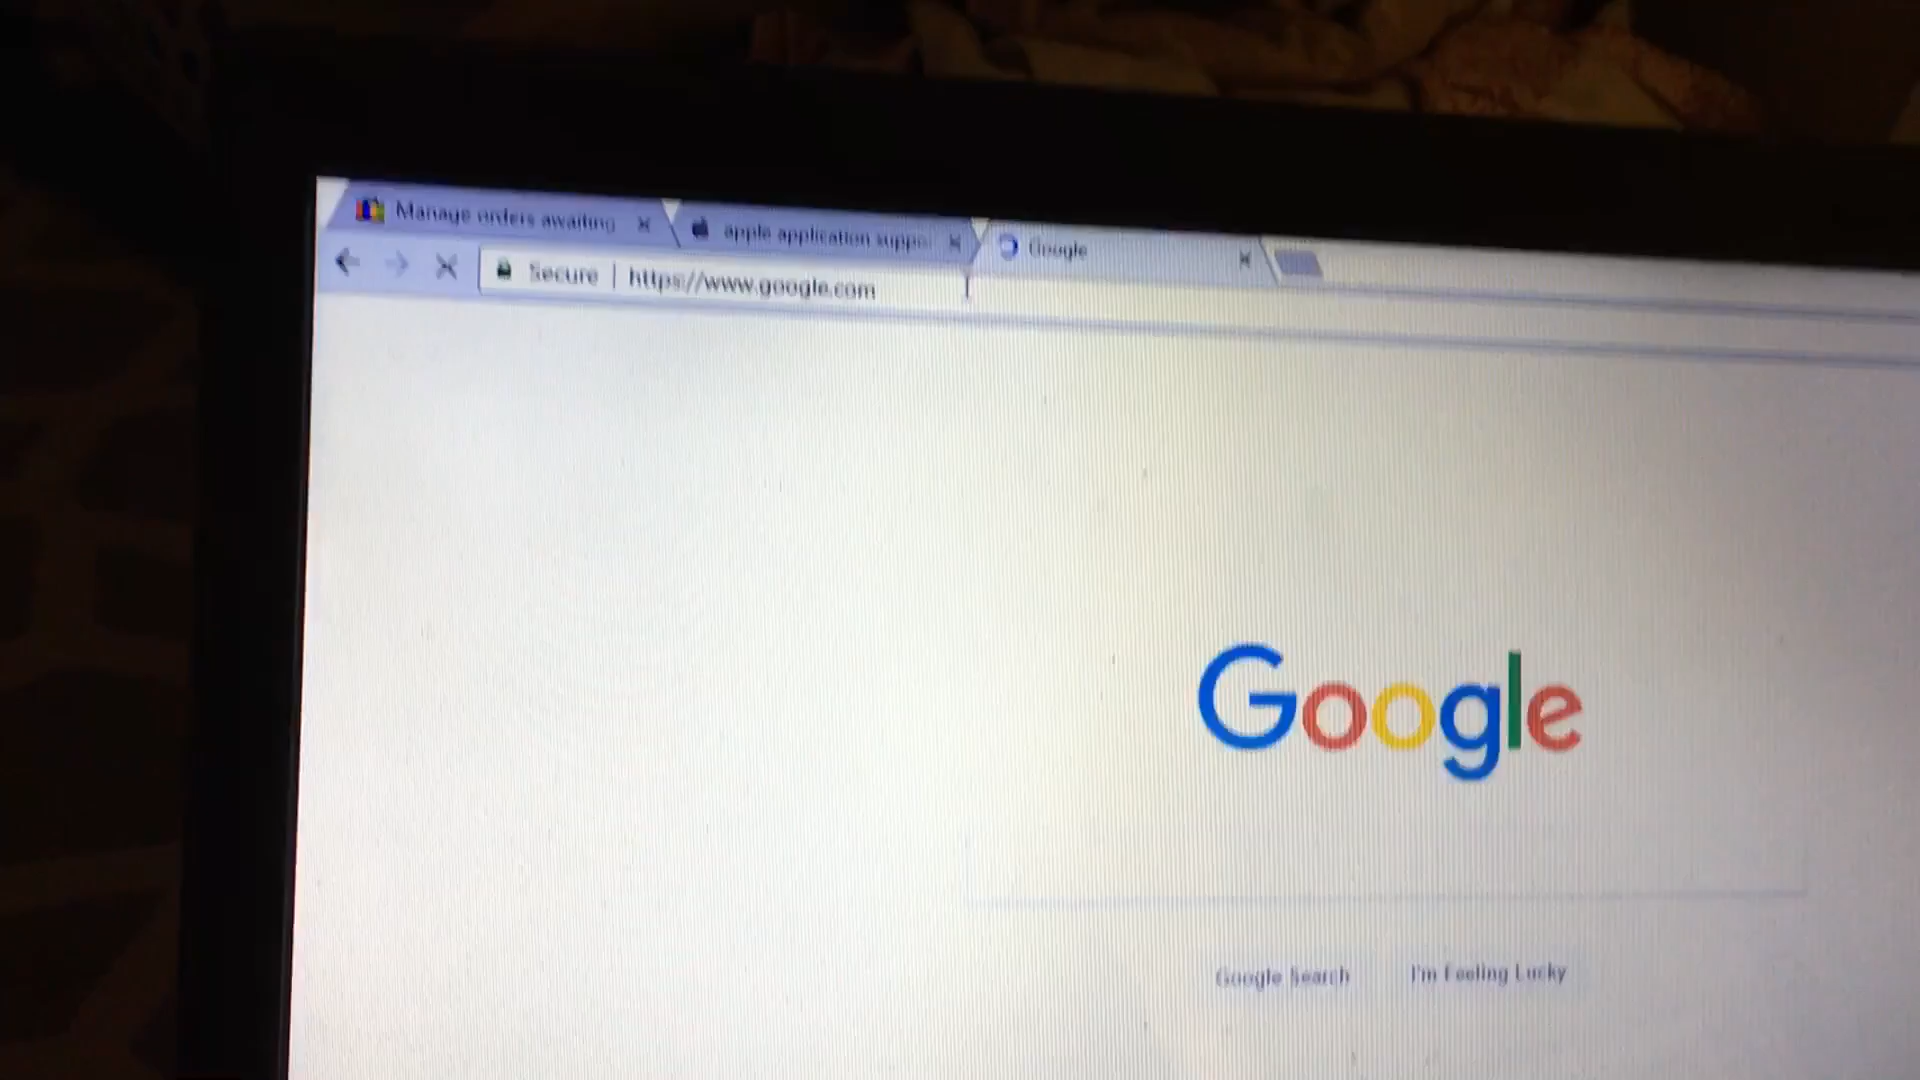 Manage orders awaiting
apple application suppo
Google
Secure | https://www.google.com
Google
Google Search
I'm Feeling Lucky